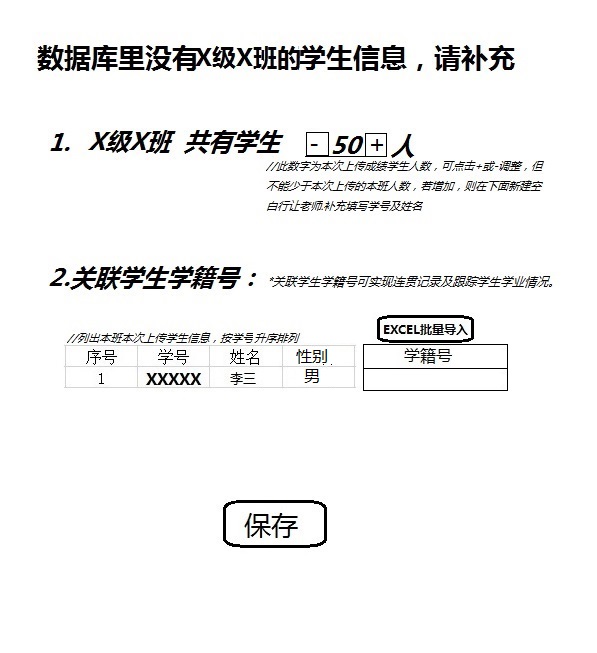 数据库里没有X级X班的学生信息，请补充
1. X级X班 共有学生 - 50 + 人
//此数字为本次上传成绩学生人数，可点击+或-调整，但
不能少于本次上传的本班人数，若增加，则在下面新建空
白行让老师补充填写学号及姓名
2.关联学生学籍号： *关联学生学籍号可实现连贯记录及跟踪学生学业情况。
EXCEL批量导入
//列出本班本次上传学生信息，按学号升序排列
序号 学号 姓名 性别 学籍号
1 XXXXX 李三 男
保存